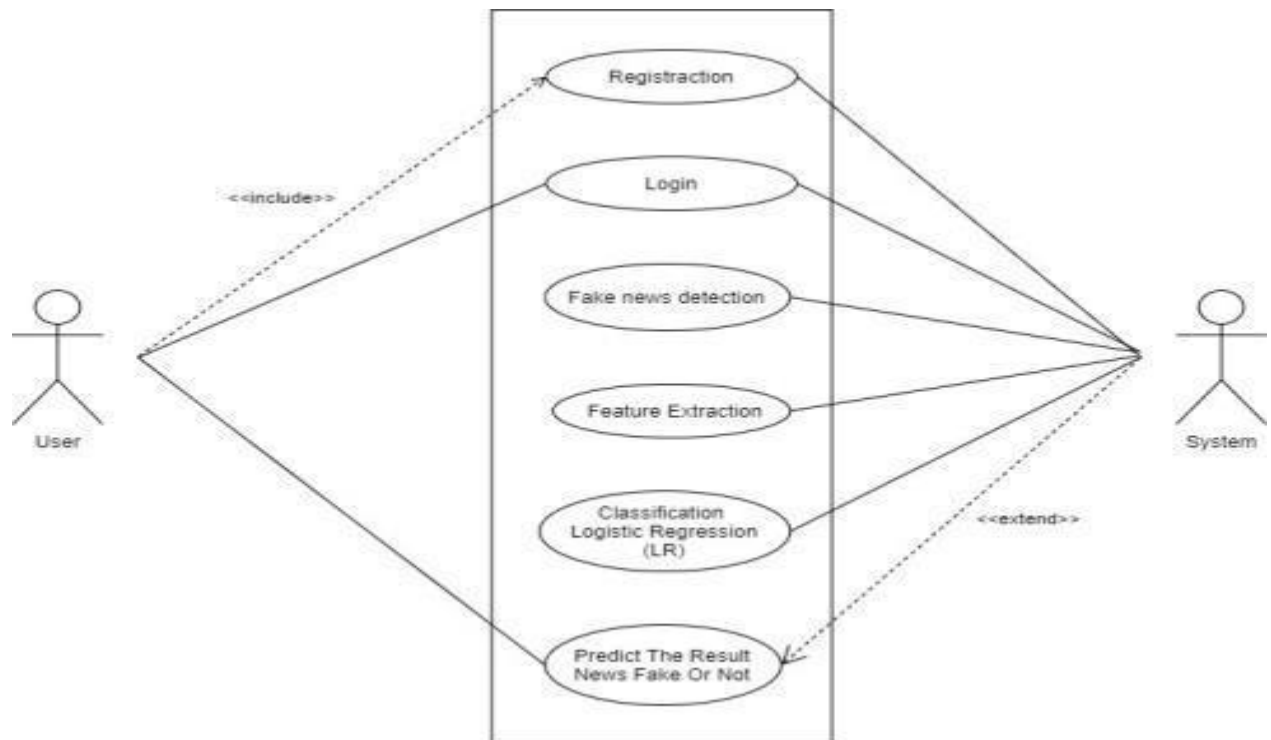 Registraction
Login
<<include>>
Fake news detection
Feature Extraction
User
System
Classification
Logistic Regression
(LR)
<<extend>>
Predict The Result
News Fake Or Not